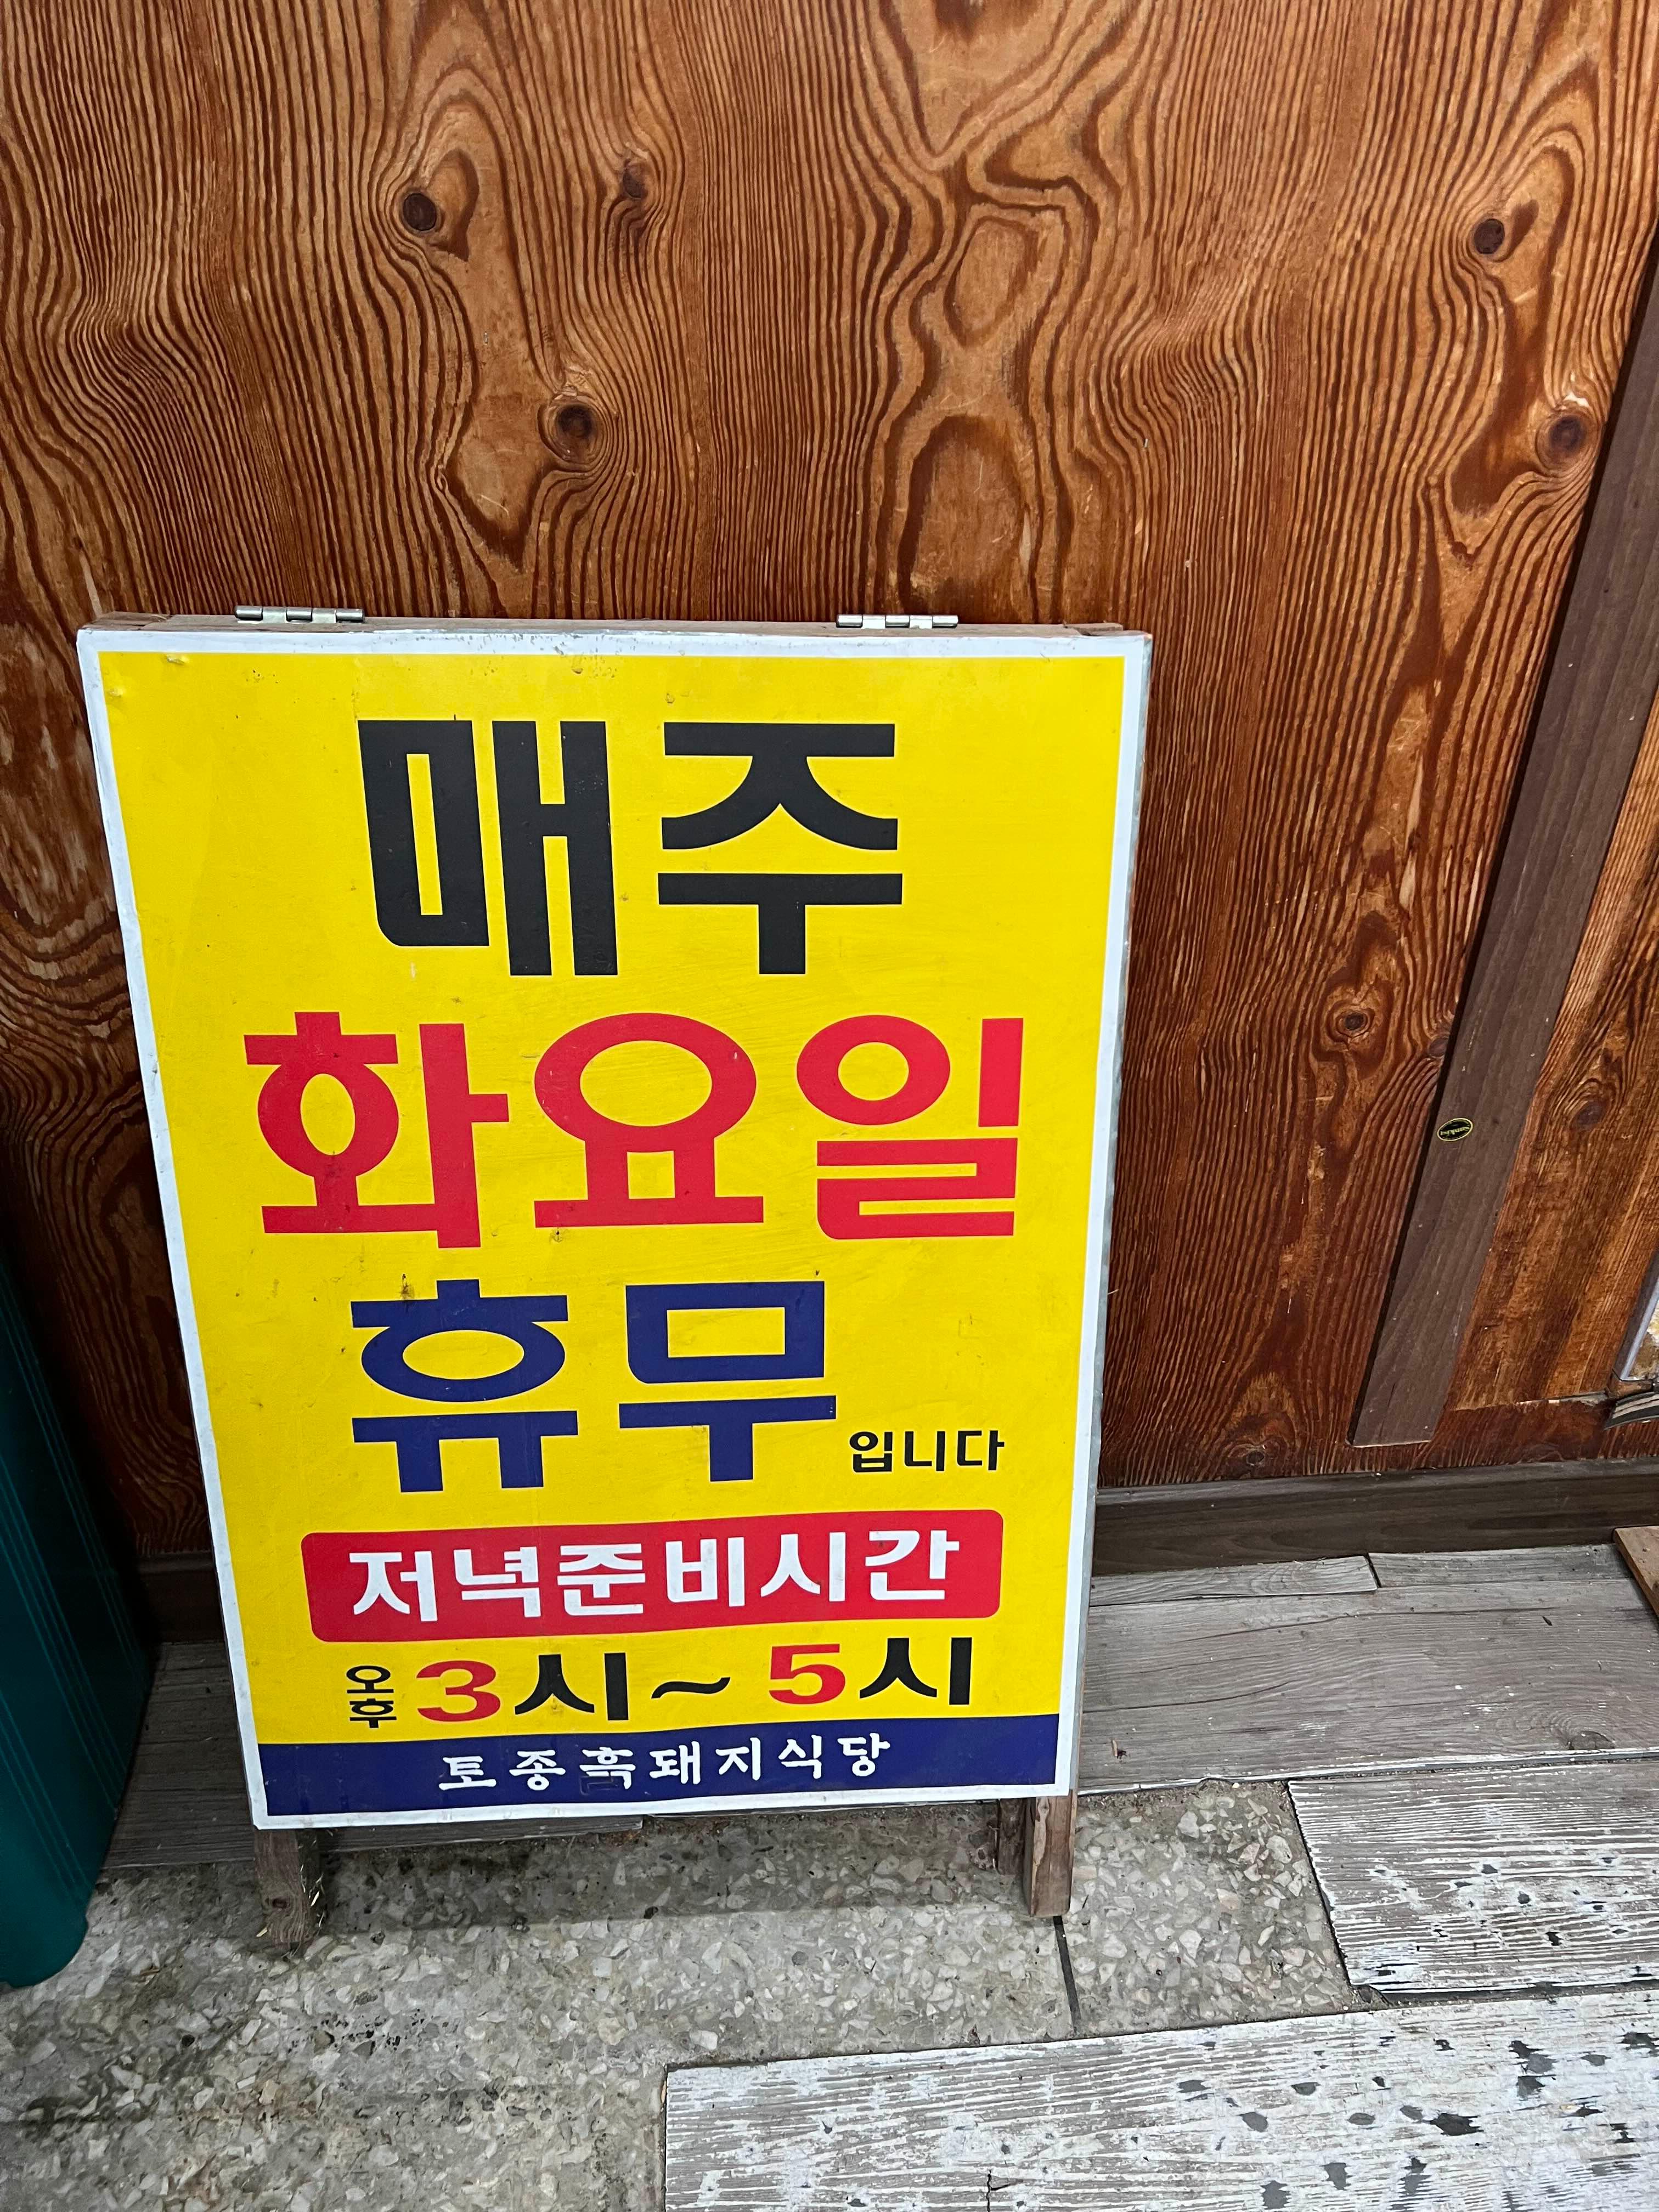 매주
화요일
휴무입니다
저녁준비시간
오후 3시~5시
토종흑돼지식당